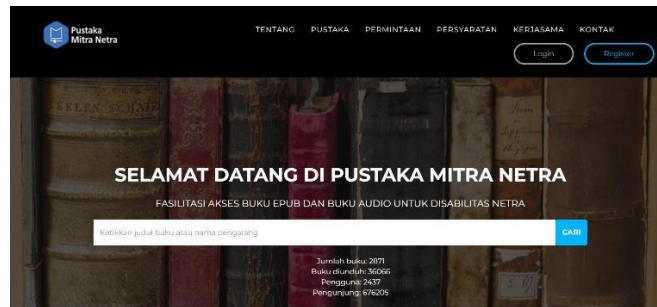 Pustaka
Mitra Netra
TENTANG PUSTAKA PERMINTAAN PERSYARATAN KERJASAMA KONTAK
Login Register
SELAMAT DATANG DI PUSTAKA MITRA NETRA
FASILITASI AKSES BUKU EPUB DAN BUKU AUDIO UNTUK DISABILITAS NETRA
Ketikkan judul buku atau nama pengarang
CARI
Jumlah buku: 2871
Buku diunduh: 36066
Pengguna: 2437
Pengunjung: 676205